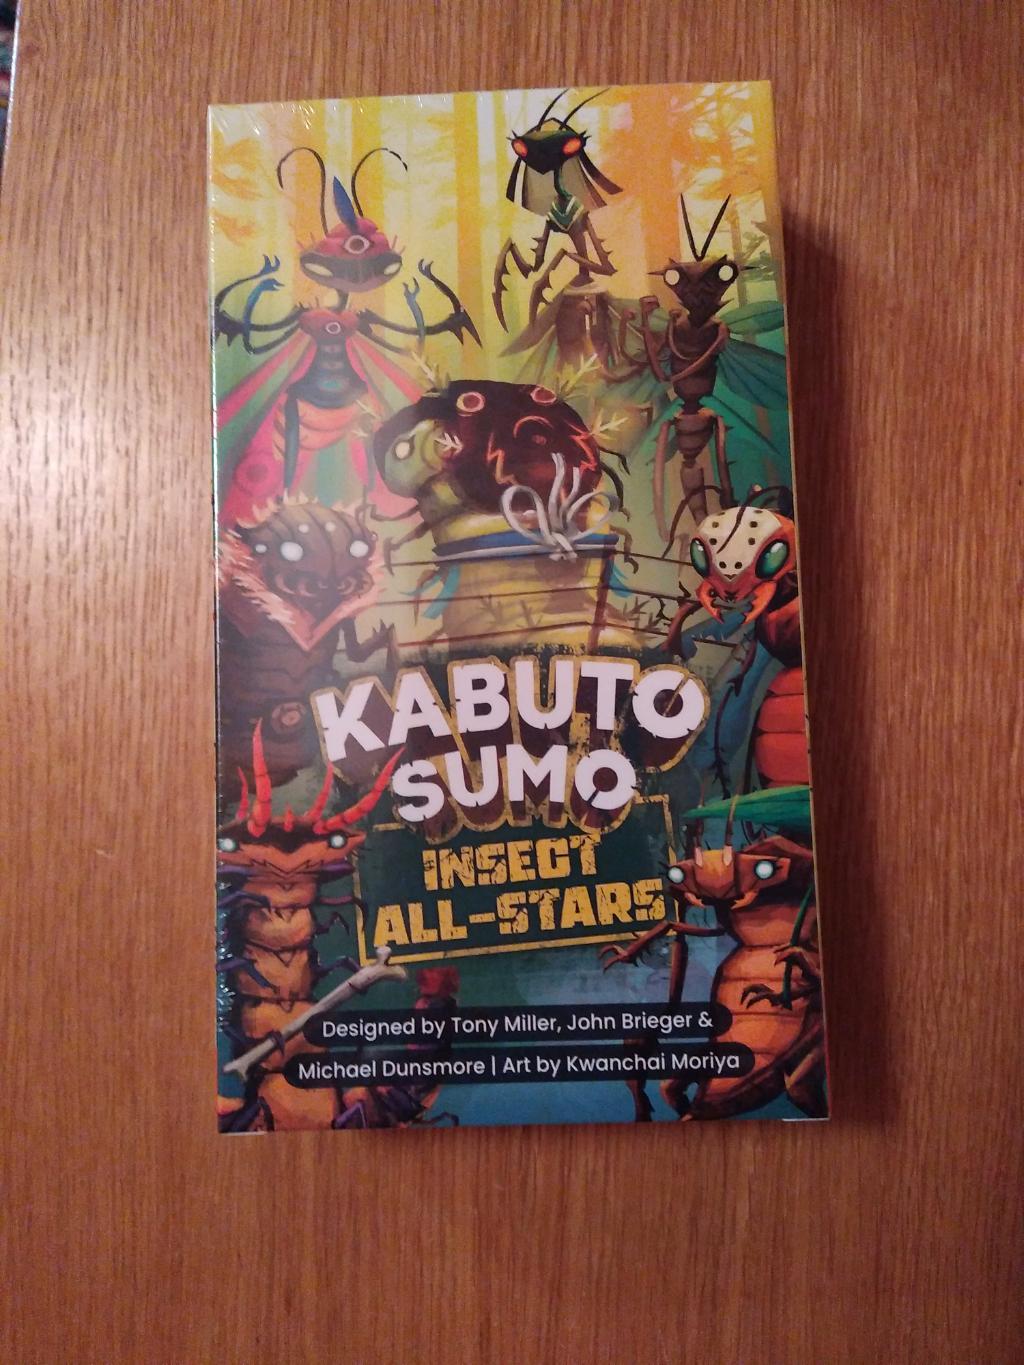 KABUTO
SUMO
INSECT
ALL-STARS
Designed by Tony Miller, John Brieger &
Michael Dunsmore | Art by Kwanchai Moriya